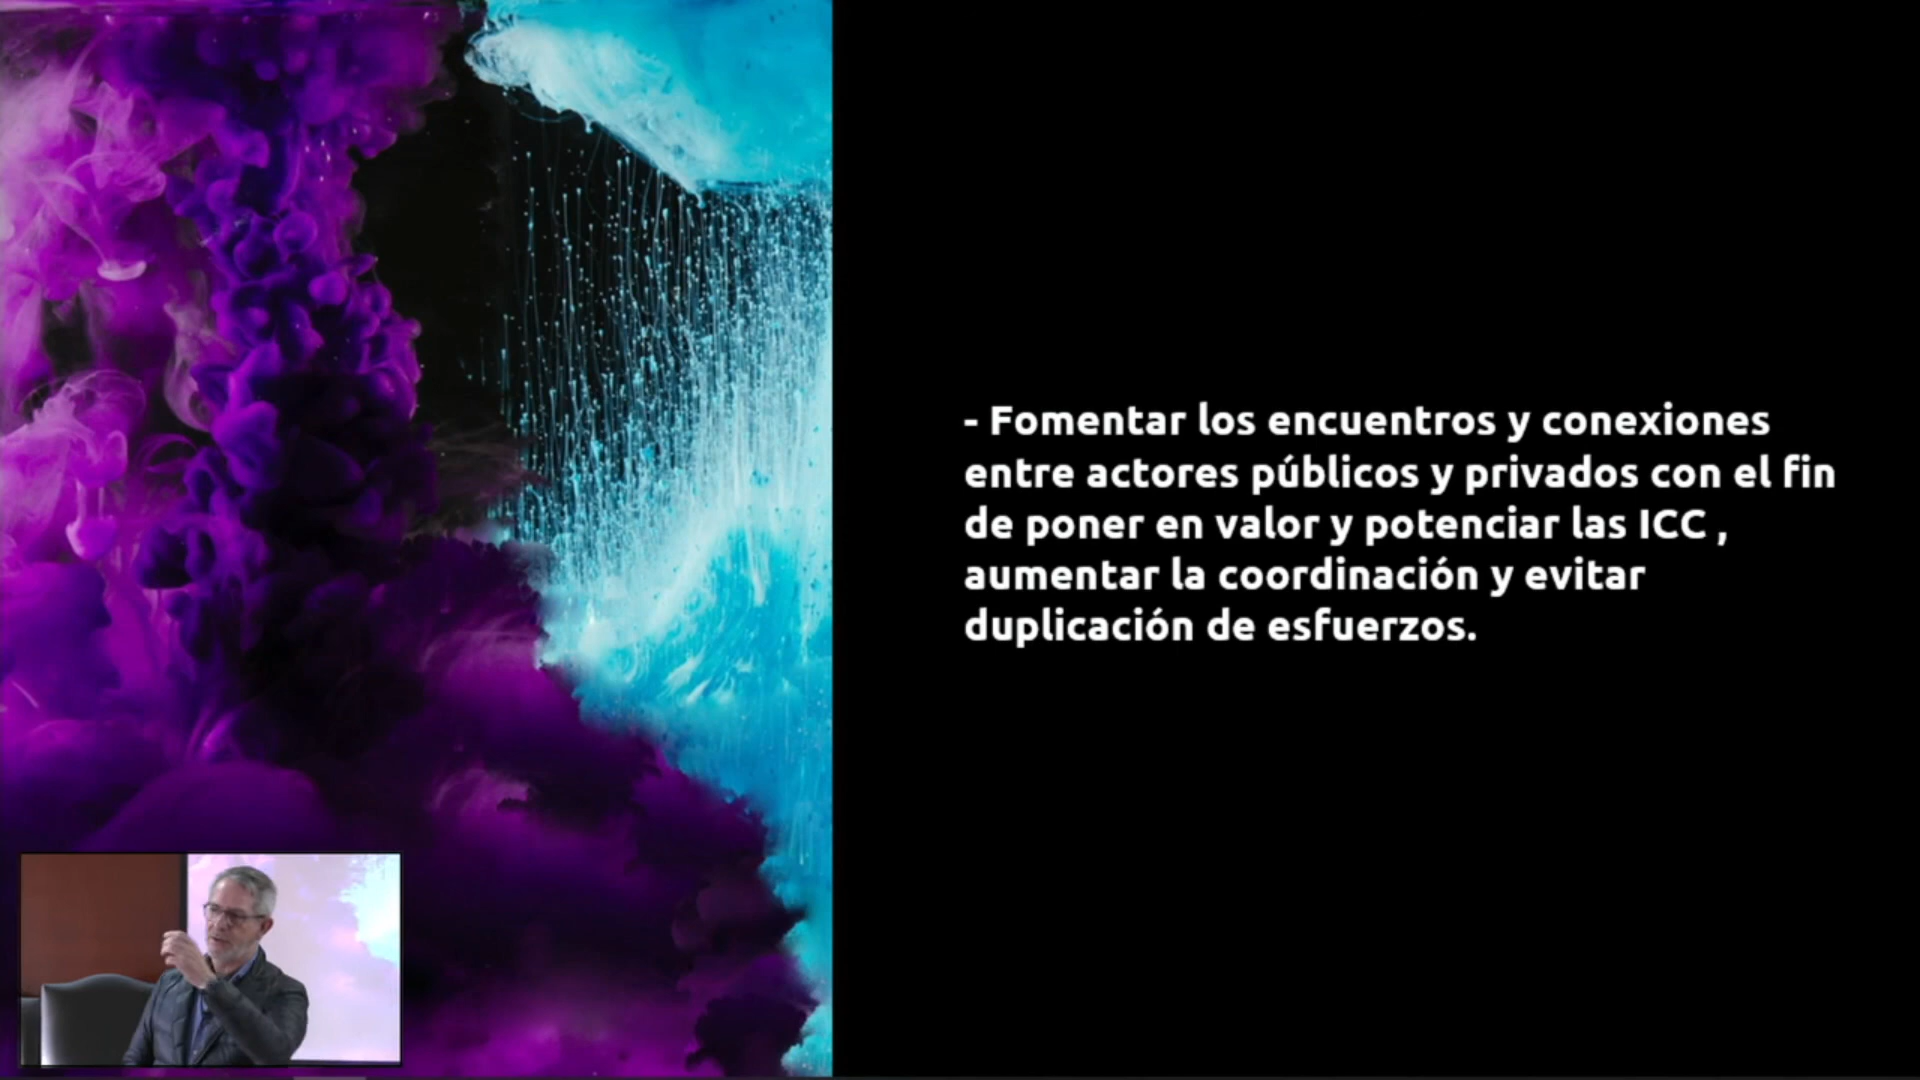 - Fomentar los encuentros y conexiones
entre actores públicos y privados con el fin
de poner en valor y potenciar las ICC ,
aumentar la coordinación y evitar
duplicación de esfuerzos.